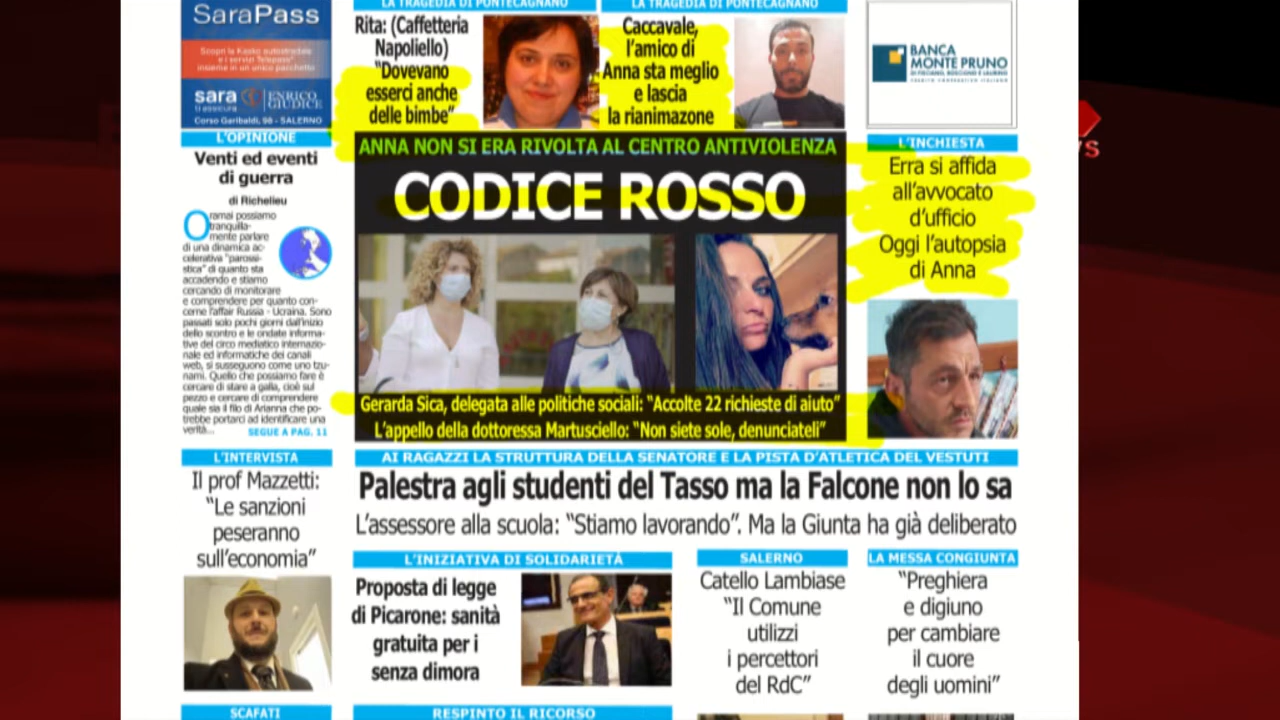 SaraPass
Scopri la Kasko autostradale
e i servizi Telepass*
insieme in un unico pacchetto
sara
ti assicura
ENRICO
GIUDICE
Corso Garibaldi, 98 - SALERNO
L'OPINIONE
Venti ed eventi
di guerra
di Richelieu
Oramai possiamo
tranquilla-
mente parlare
di una dinamica ac-
celerativa "parossi-
stica" di quanto sta
accadendo e stiamo
cercando di monitorare
e comprendere per quanto con-
cerne l'affair Russia - Ucraina. Sono
passati solo pochi giorni dall'inizio
dello scontro e le ondate informa-
tive del circo mediatico internazio-
nale ed informatiche dei canali
web, si susseguono come uno tzu-
nami. Quello che possiamo fare è
cercare di stare a galla, cioè sul
pezzo e cercare di comprendere
quale sia il filo di Arianna che po-
trebbe portarci ad identificare una
verità...
SEGUE A PAG. 11
L'INTERVISTA
Il prof Mazzetti:
"Le sanzioni
peseranno
sull'economia"
SCAFATI
LA TRAGEDIA DI PONTECAGNANO
Rita: (Caffetteria
Napoliello)
"Dovevano
esserci anche
delle bimbe"
LA TRAGEDIA DI PONTECAGNANO
Caccavale,
l'amico di
Anna sta meglio
e lascia
la rianimazone
BANCA
MONTE PRUNO
DI FISCIANO, ROSCIGNO E LAURINO
CREDITO COOPERATIVO ITALIANO
ANNA NON SI ERA RIVOLTA AL CENTRO ANTIVIOLENZA
CODICE ROSSO
Gerarda Sica, delegata alle politiche sociali: "Accolte 22 richieste di aiuto"
L'appello della dottoressa Martusciello: "Non siete sole, denunciateli"
L'INCHIESTA
Erra si affida
all'avvocato
d'ufficio
Oggi l'autopsia
di Anna
AI RAGAZZI LA STRUTTURA DELLA SENATORE E LA PISTA D'ATLETICA DEL VESTUTI
Palestra agli studenti del Tasso ma la Falcone non lo sa
L'assessore alla scuola: "Stiamo lavorando". Ma la Giunta ha già deliberato
L'INIZIATIVA DI SOLIDARIETÀ
Proposta di legge
di Picarone: sanità
gratuita per i
senza dimora
RESPINTO IL RICORSO
SALERNO
Catello Lambiase
"Il Comune
utilizzi
i percettori
del RdC"
LA MESSA CONGIUNTA
"Preghiera
e digiuno
per cambiare
il cuore
degli uomini"